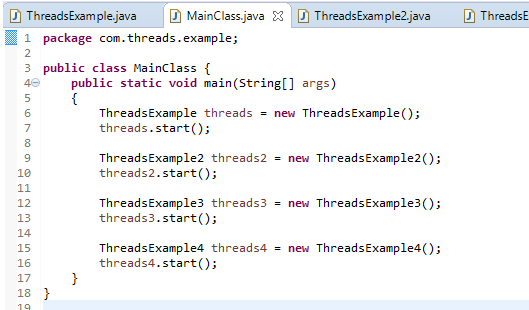 ThreadsExample.java MainClass.java ThreadsExample2.java ThreadsE
1 package com.threads.example;
2
3 public class MainClass {
4 public static void main(String[] args)
5 {
6 ThreadsExample threads = new ThreadsExample();
7 threads.start();
8
9 ThreadsExample2 threads2 = new ThreadsExample2();
10 threads2.start();
11
12 ThreadsExample3 threads3 = new ThreadsExample3();
13 threads3.start();
14
15 ThreadsExample4 threads4 = new ThreadsExample4();
16 threads4.start();
17 }
18 }
19